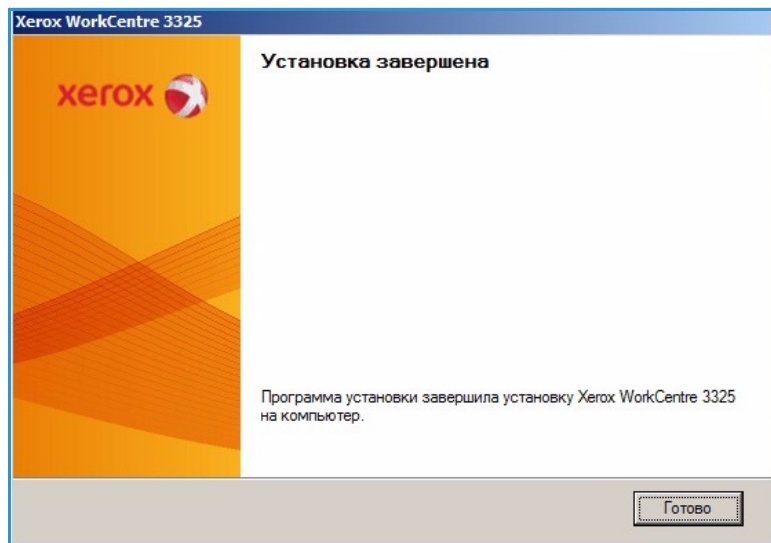 Xerox WorkCentre 3325
xerox
Установка завершена
Программа установки завершила установку Xerox WorkCentre 3325
на компьютер.
Готово